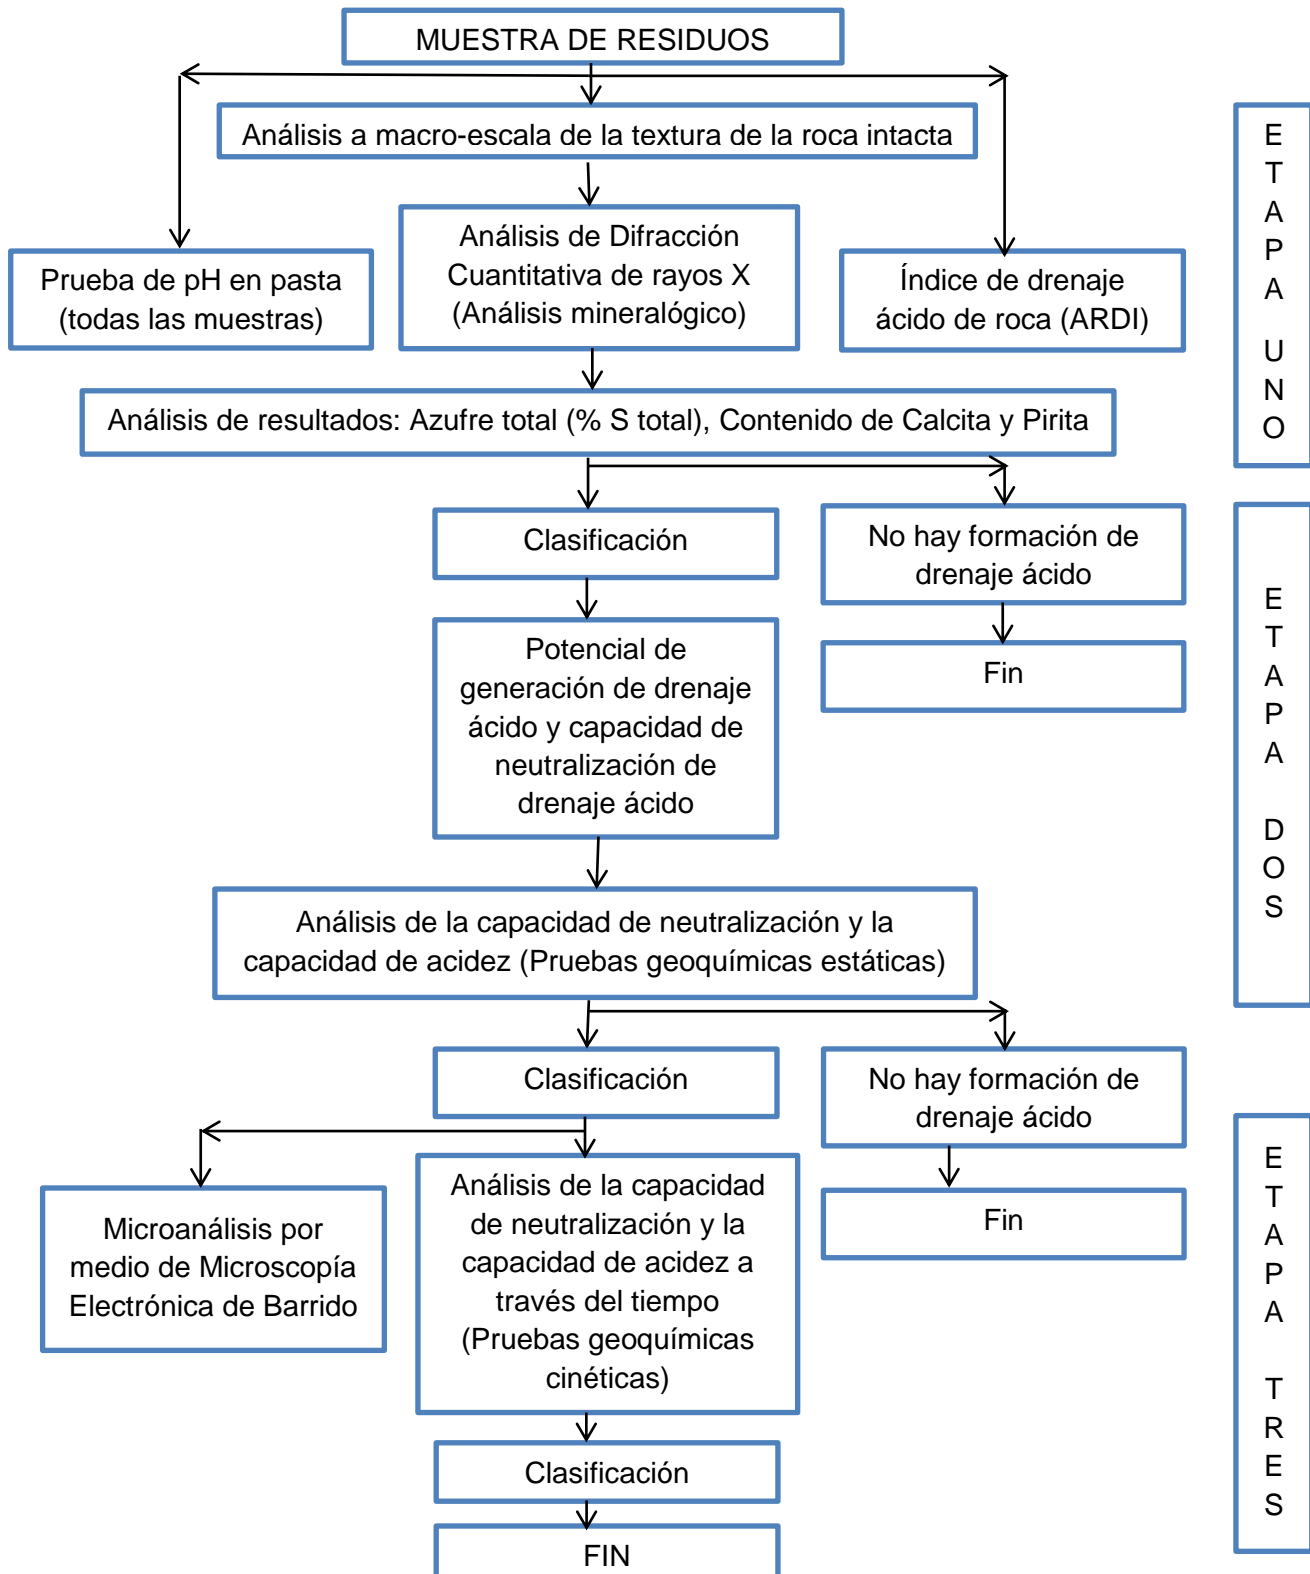 MUESTRA DE RESIDUOS
Análisis a macro-escala de la textura de la roca intacta
Prueba de pH en pasta
(todas las muestras)
Análisis de Difracción
Cuantitativa de rayos X
(Análisis mineralógico)
Índice de drenaje
ácido de roca (ARDI)
Análisis de resultados: Azufre total (% S total), Contenido de Calcita y Pirita
E
T
A
P
A
U
N
O
Clasificación
No hay formación de
drenaje ácido
Fin
Potencial de
generación de drenaje
ácido y capacidad de
neutralización de
drenaje ácido
Análisis de la capacidad de neutralización y la
capacidad de acidez (Pruebas geoquímicas estáticas)
E
T
A
P
A
D
O
S
Clasificación
No hay formación de
drenaje ácido
Fin
Microanálisis por
medio de Microscopía
Electrónica de Barrido
Análisis de la capacidad
de neutralización y la
capacidad de acidez a
través del tiempo
(Pruebas geoquímicas
cinéticas)
Clasificación
FIN
E
T
A
P
A
T
R
E
S